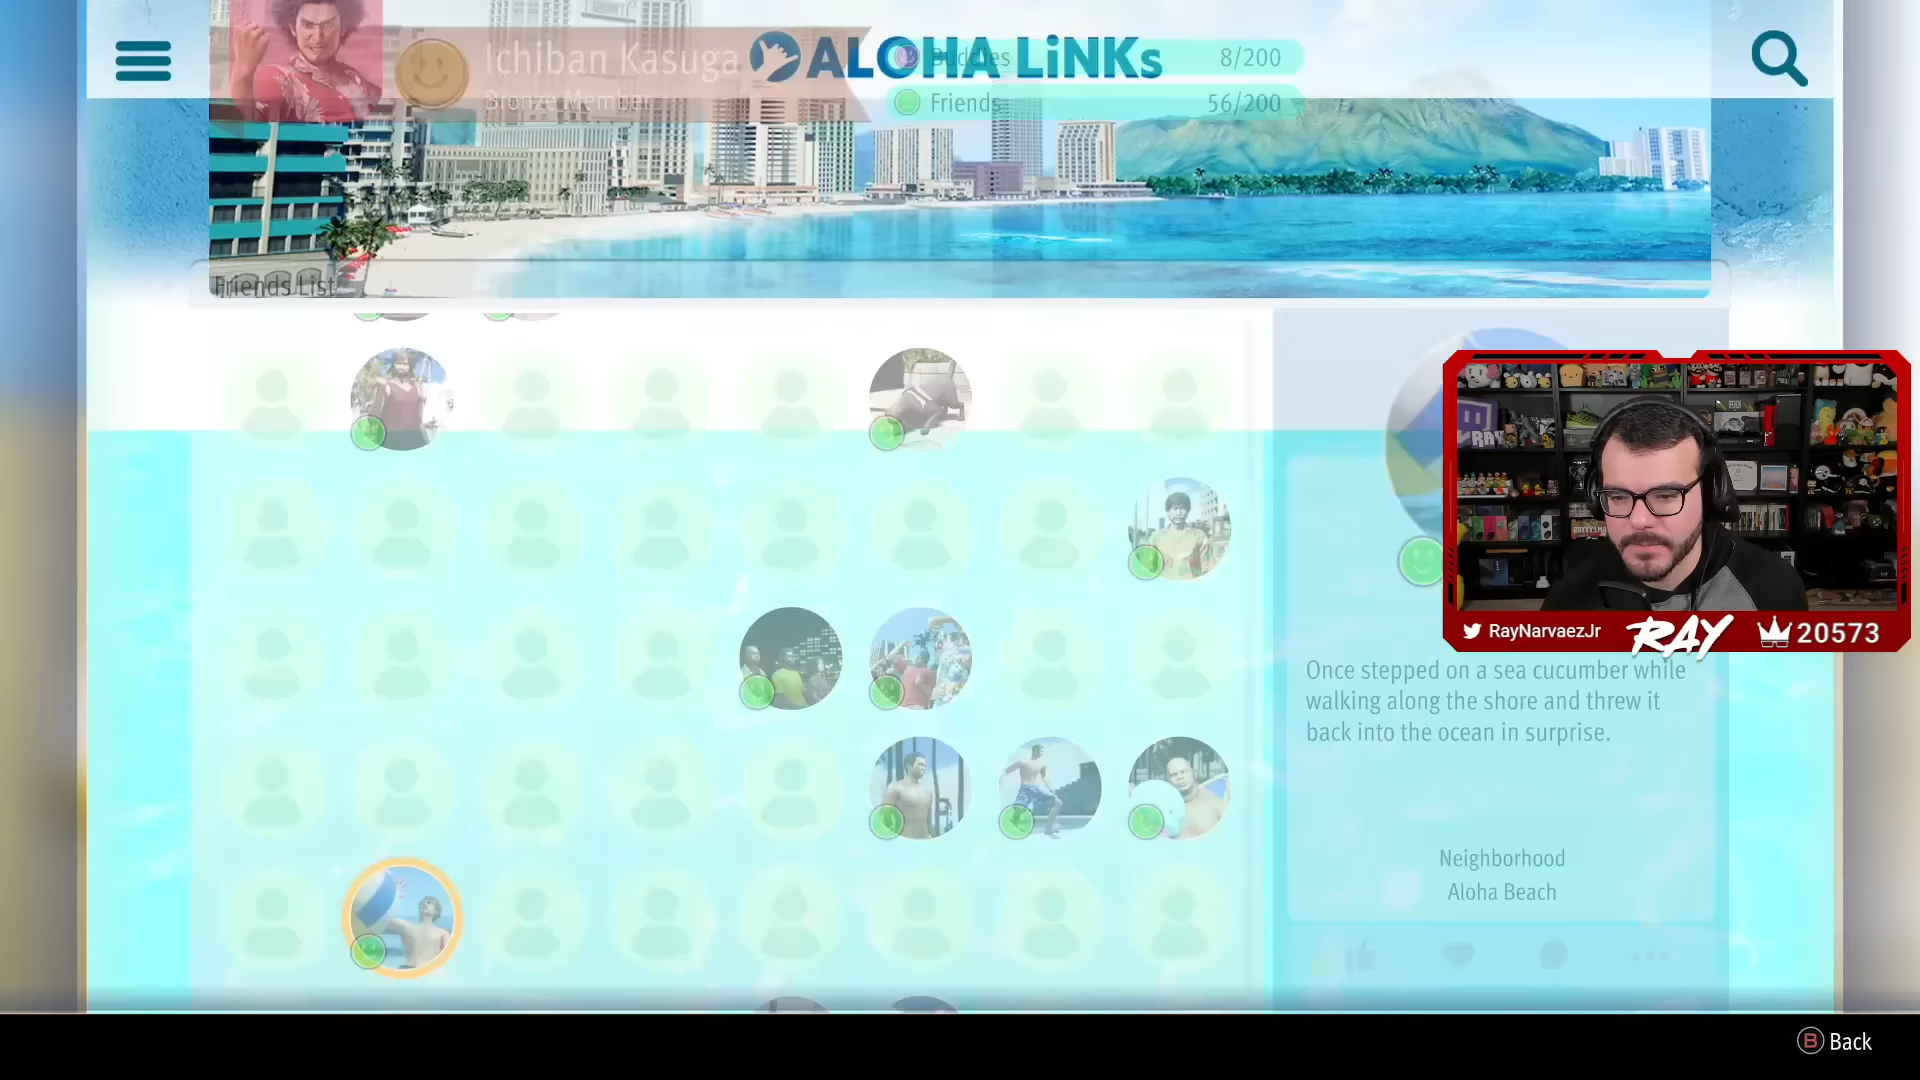 Ichiban Kasuga
Bronze Member
ALOHA LiNKs
Buddies 8/200
Friends 56/200
Friends List
RAY
RayNarvaezJr
RAY
20573
Once stepped on a sea cucumber while
walking along the shore and threw it
back into the ocean in surprise.
Neighborhood
Aloha Beach
B Back